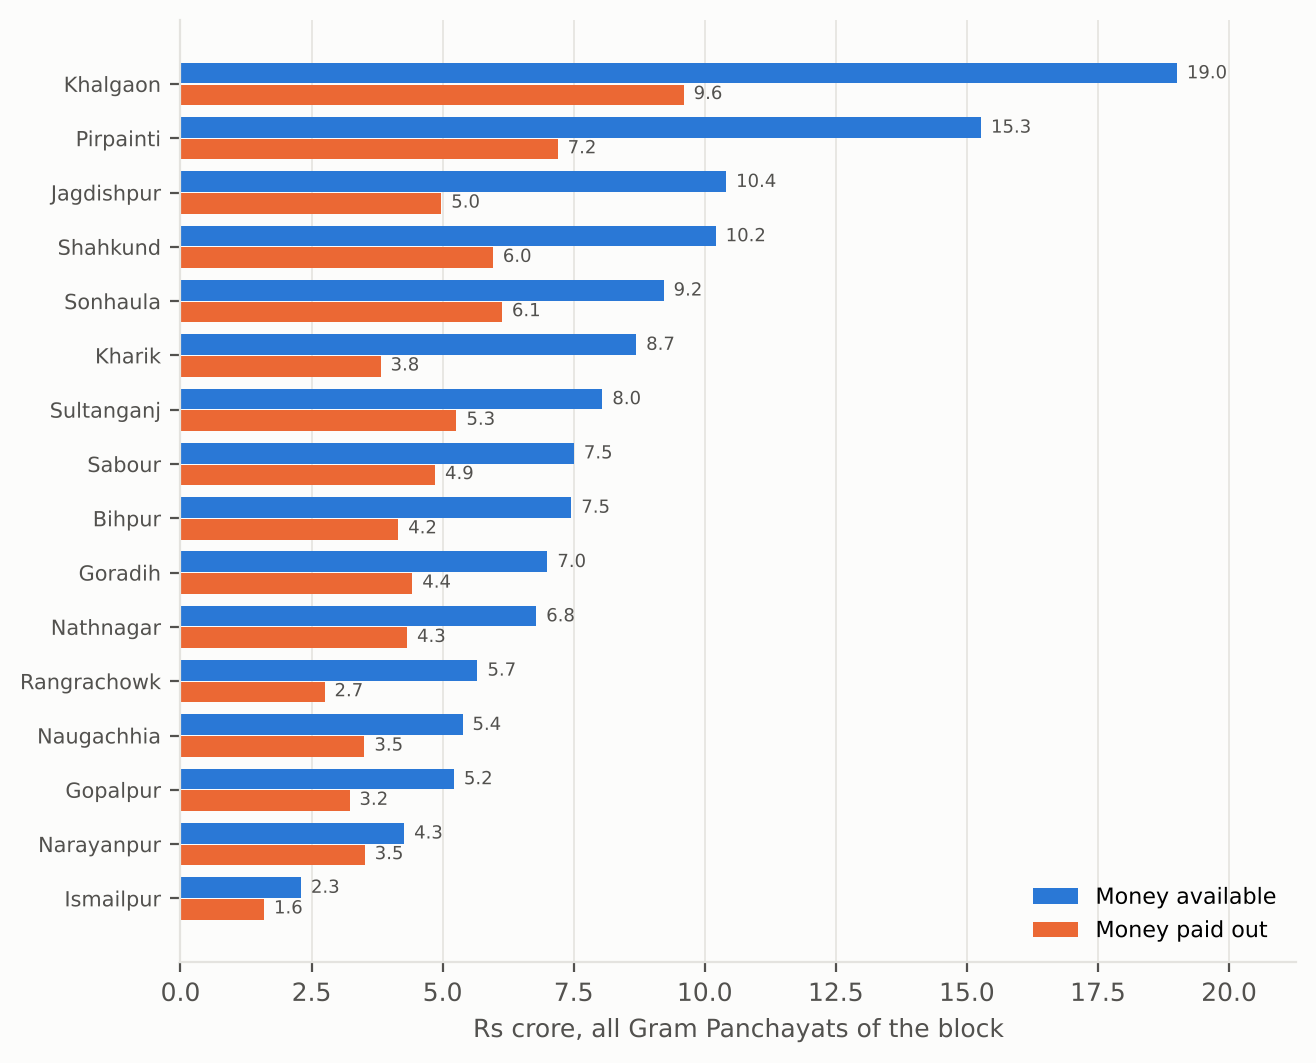 Khalgaon 19.0
9.6
Pirpainti 15.3
7.2
Jagdishpur 10.4
5.0
Shahkund 10.2
6.0
Sonhaula 9.2
6.1
Kharik 8.7
3.8
Sultanganj 8.0
5.3
Sabour 7.5
4.9
Bihpur 7.5
4.2
Goradih 7.0
4.4
Nathnagar 6.8
4.3
Rangrachowk 5.7
2.7
Naugachhia 5.4
3.5
Gopalpur 5.2
3.2
Narayanpur 4.3
3.5
Ismailpur 2.3
1.6
Money available
Money paid out
0.0 2.5 5.0 7.5 10.0 12.5 15.0 17.5 20.0
Rs crore, all Gram Panchayats of the block